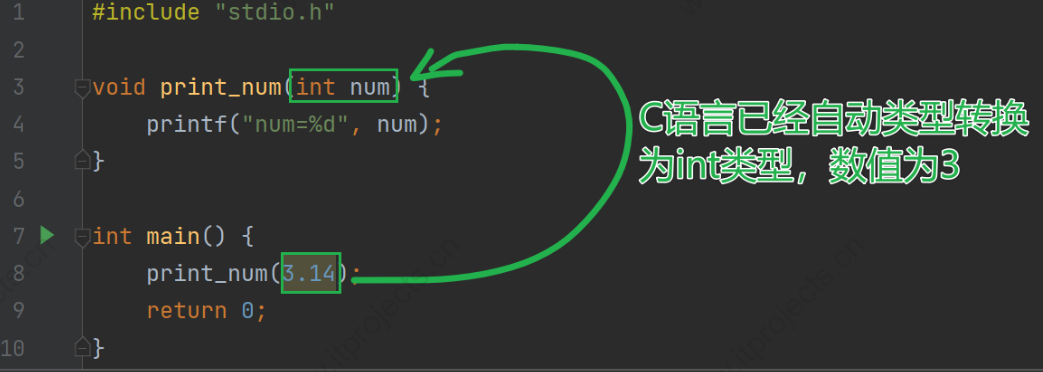 1 #include "stdio.h"
2
3 void print_num(int num) {
4 printf("num=%d", num);
5 }
6
7 int main() {
8 print_num(3.14);
9 return 0;
10 }
C语言已经自动类型转换
为int类型，数值为3